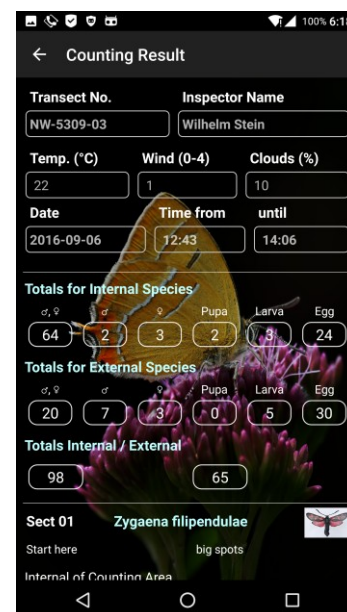 100% 6:18
Counting Result
Transect No. Inspector Name
NW-5309-03 Wilhelm Stein
Temp. (°C) Wind (0-4) Clouds (%)
22 1 10
Date Time from until
2016-09-06 12:43 14:06
Totals for Internal Species
♂,♀ ♂ ♀ Pupa Larva Egg
64 2 3 2 3 24
Totals for External Species
♂,♀ ♂ ♀ Pupa Larva Egg
20 7 3 0 5 30
Totals Internal / External
98 65
Sect 01 Zygaena filipendulae
Start here big spots
Internal of Counting Area